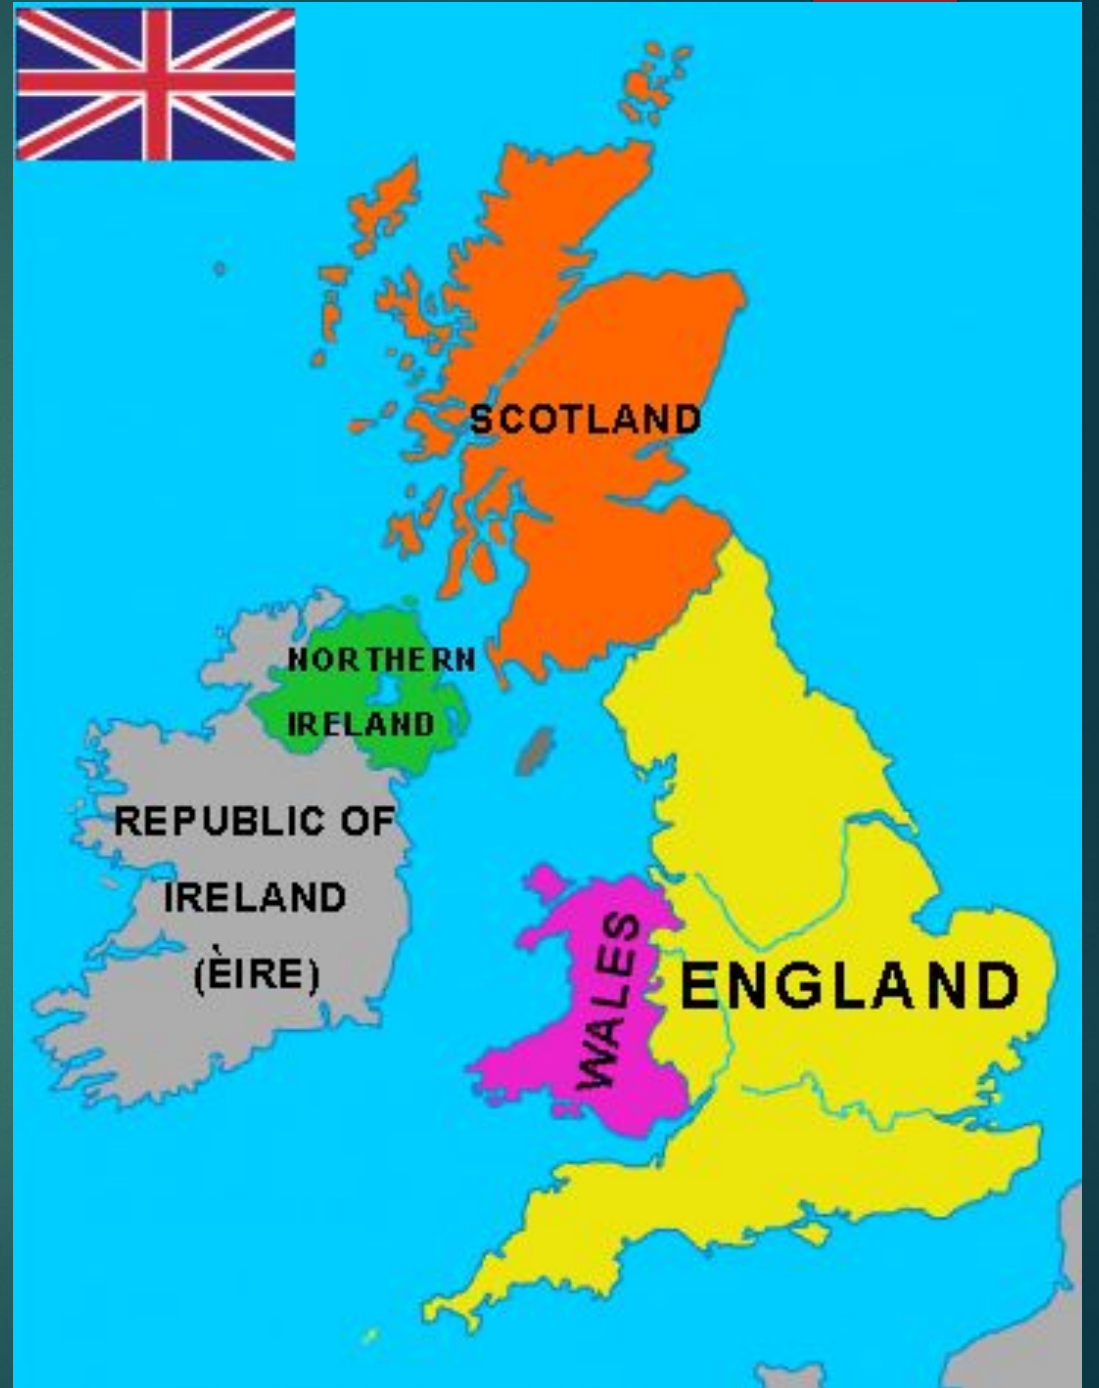 SCOTLAND
NORTHERN
IRELAND
REPUBLIC OF
IRELAND
(ÈIRE)
WALES
ENGLAND